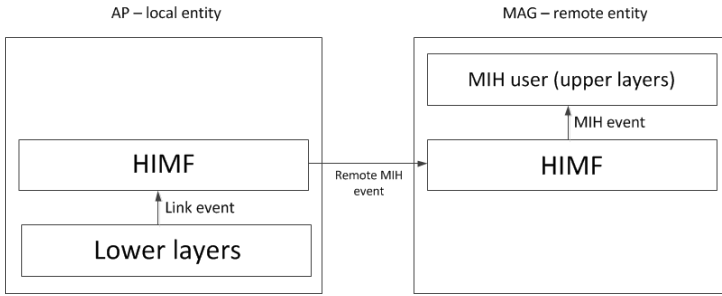 AP – local entity
MAG – remote entity
MIH user (upper layers)
MIH event
HIMF
Remote MIH
event
HIMF
Link event
Lower layers